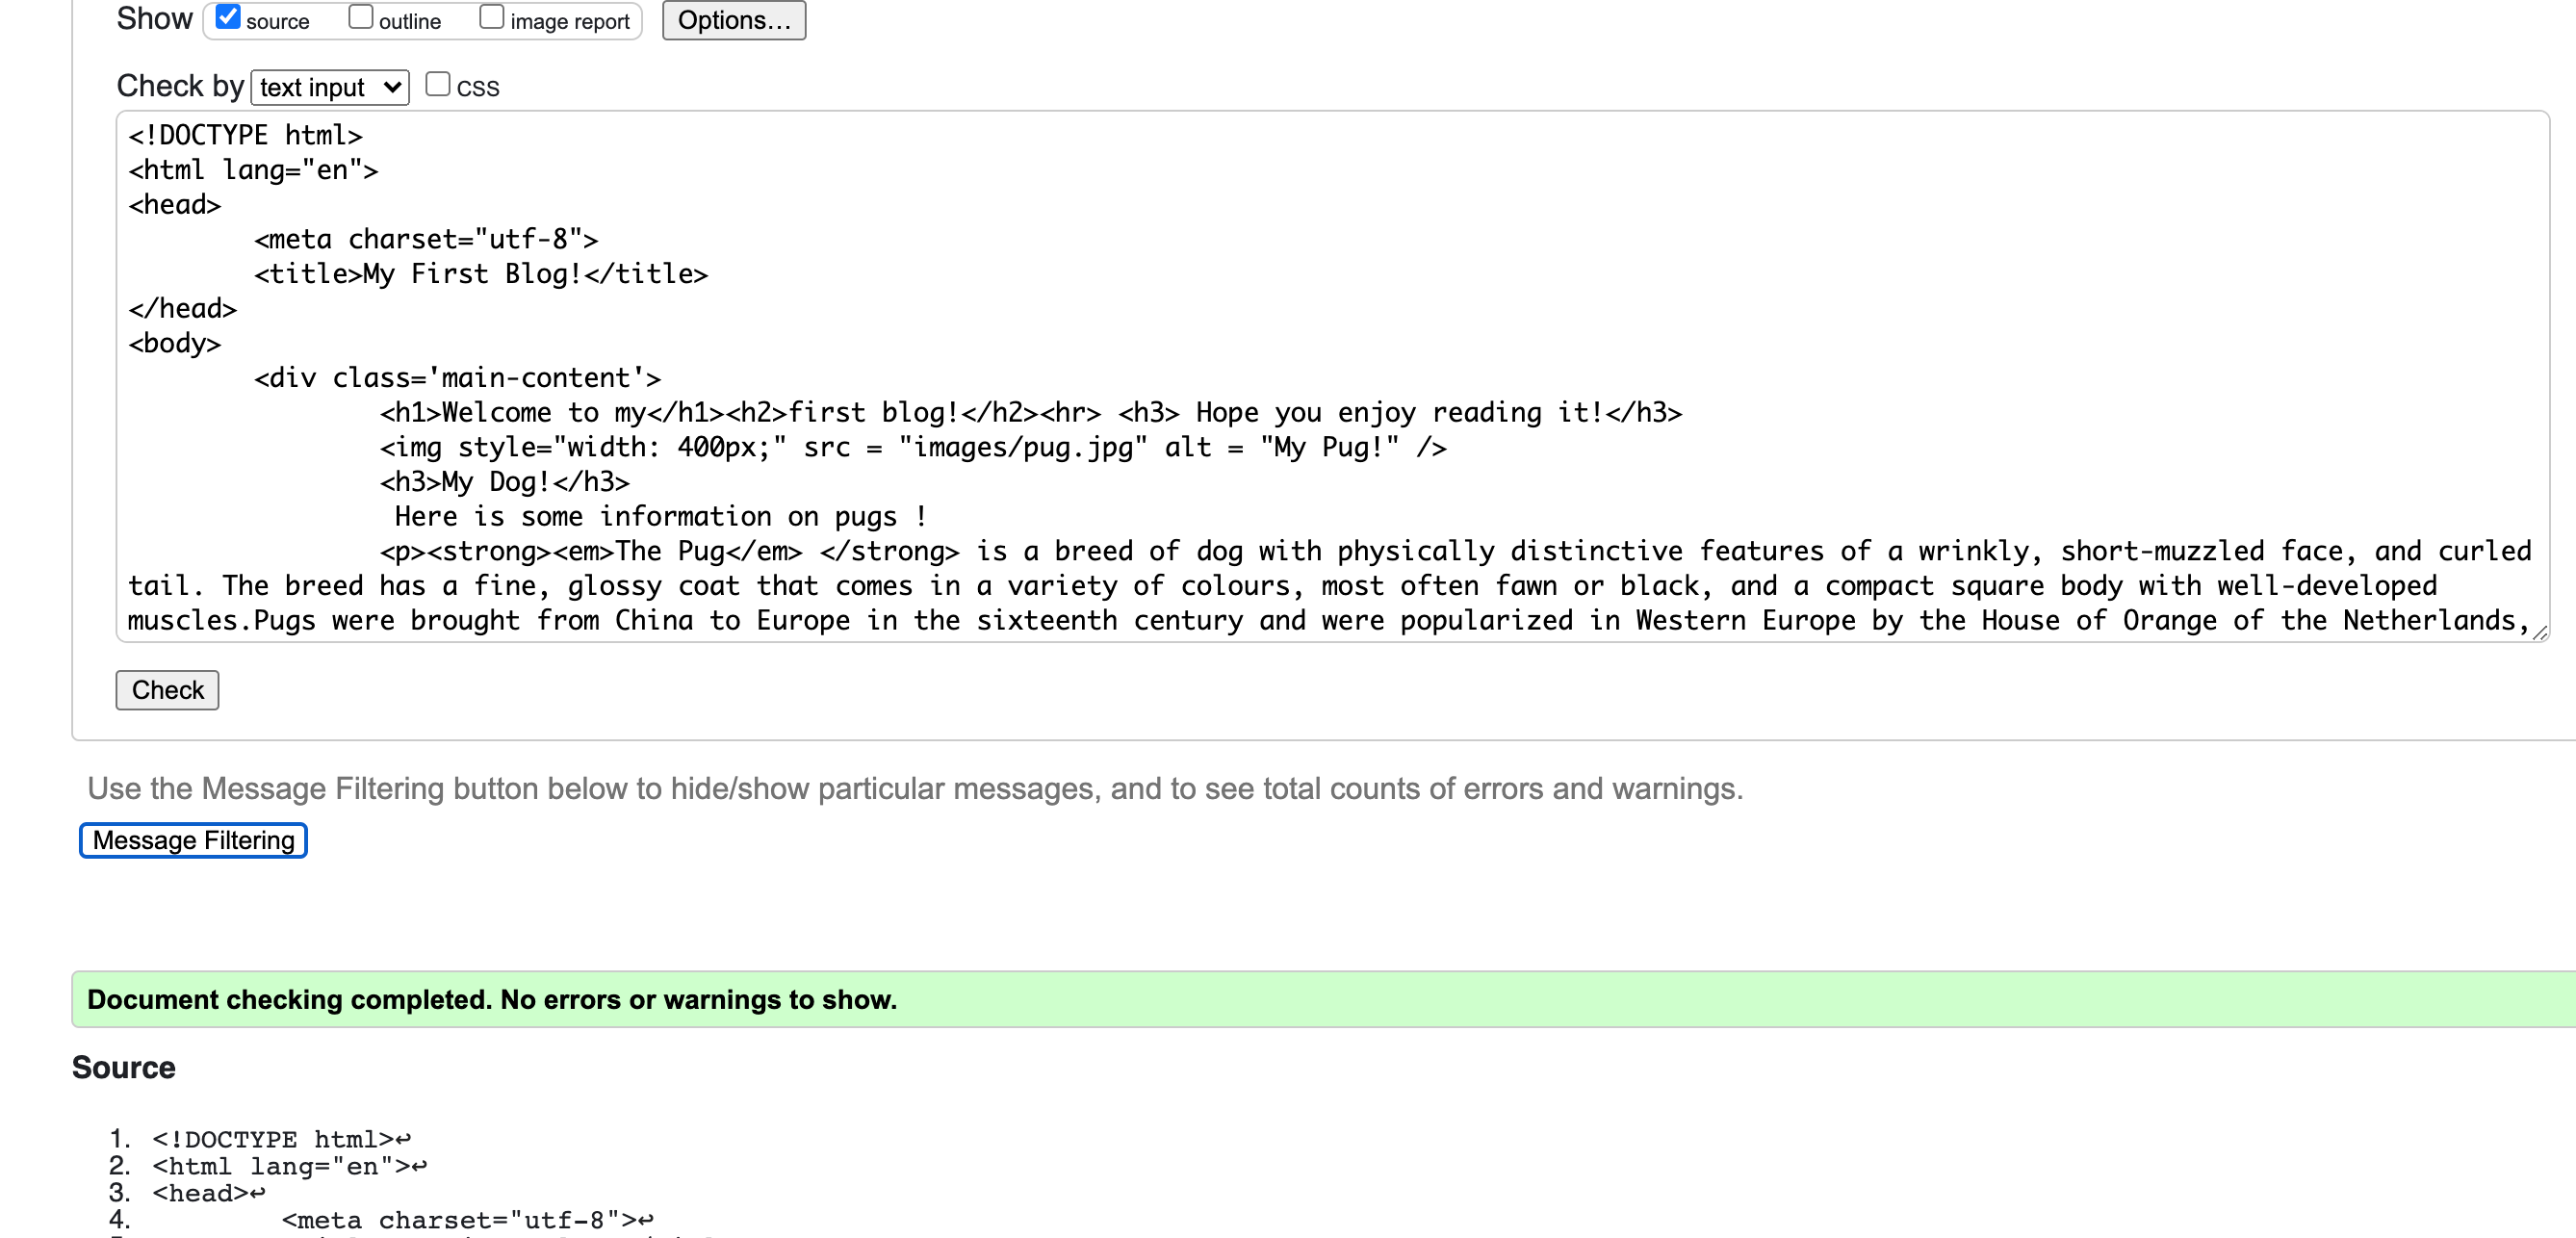 Show source outline image report Options...
Check by text input CSS
<!DOCTYPE html>
<html lang="en">
<head>
<meta charset="utf-8">
<title>My First Blog!</title>
</head>
<body>
<div class='main-content'>
<h1>Welcome to my</h1><h2>first blog!</h2><hr> <h3> Hope you enjoy reading it!</h3>
<img style="width: 400px;" src = "images/pug.jpg" alt = "My Pug!" />
<h3>My Dog!</h3>
Here is some information on pugs !
<p><strong><em>The Pug</em> </strong> is a breed of dog with physically distinctive features of a wrinkly, short-muzzled face, and curled
tail. The breed has a fine, glossy coat that comes in a variety of colours, most often fawn or black, and a compact square body with well-developed
muscles.Pugs were brought from China to Europe in the sixteenth century and were popularized in Western Europe by the House of Orange of the Netherlands,
Check
Use the Message Filtering button below to hide/show particular messages, and to see total counts of errors and warnings.
Message Filtering
Document checking completed. No errors or warnings to show.
Source
1. <!DOCTYPE html>↩
2. <html lang="en">↩
3. <head>↩
4. <meta charset="utf-8">↩